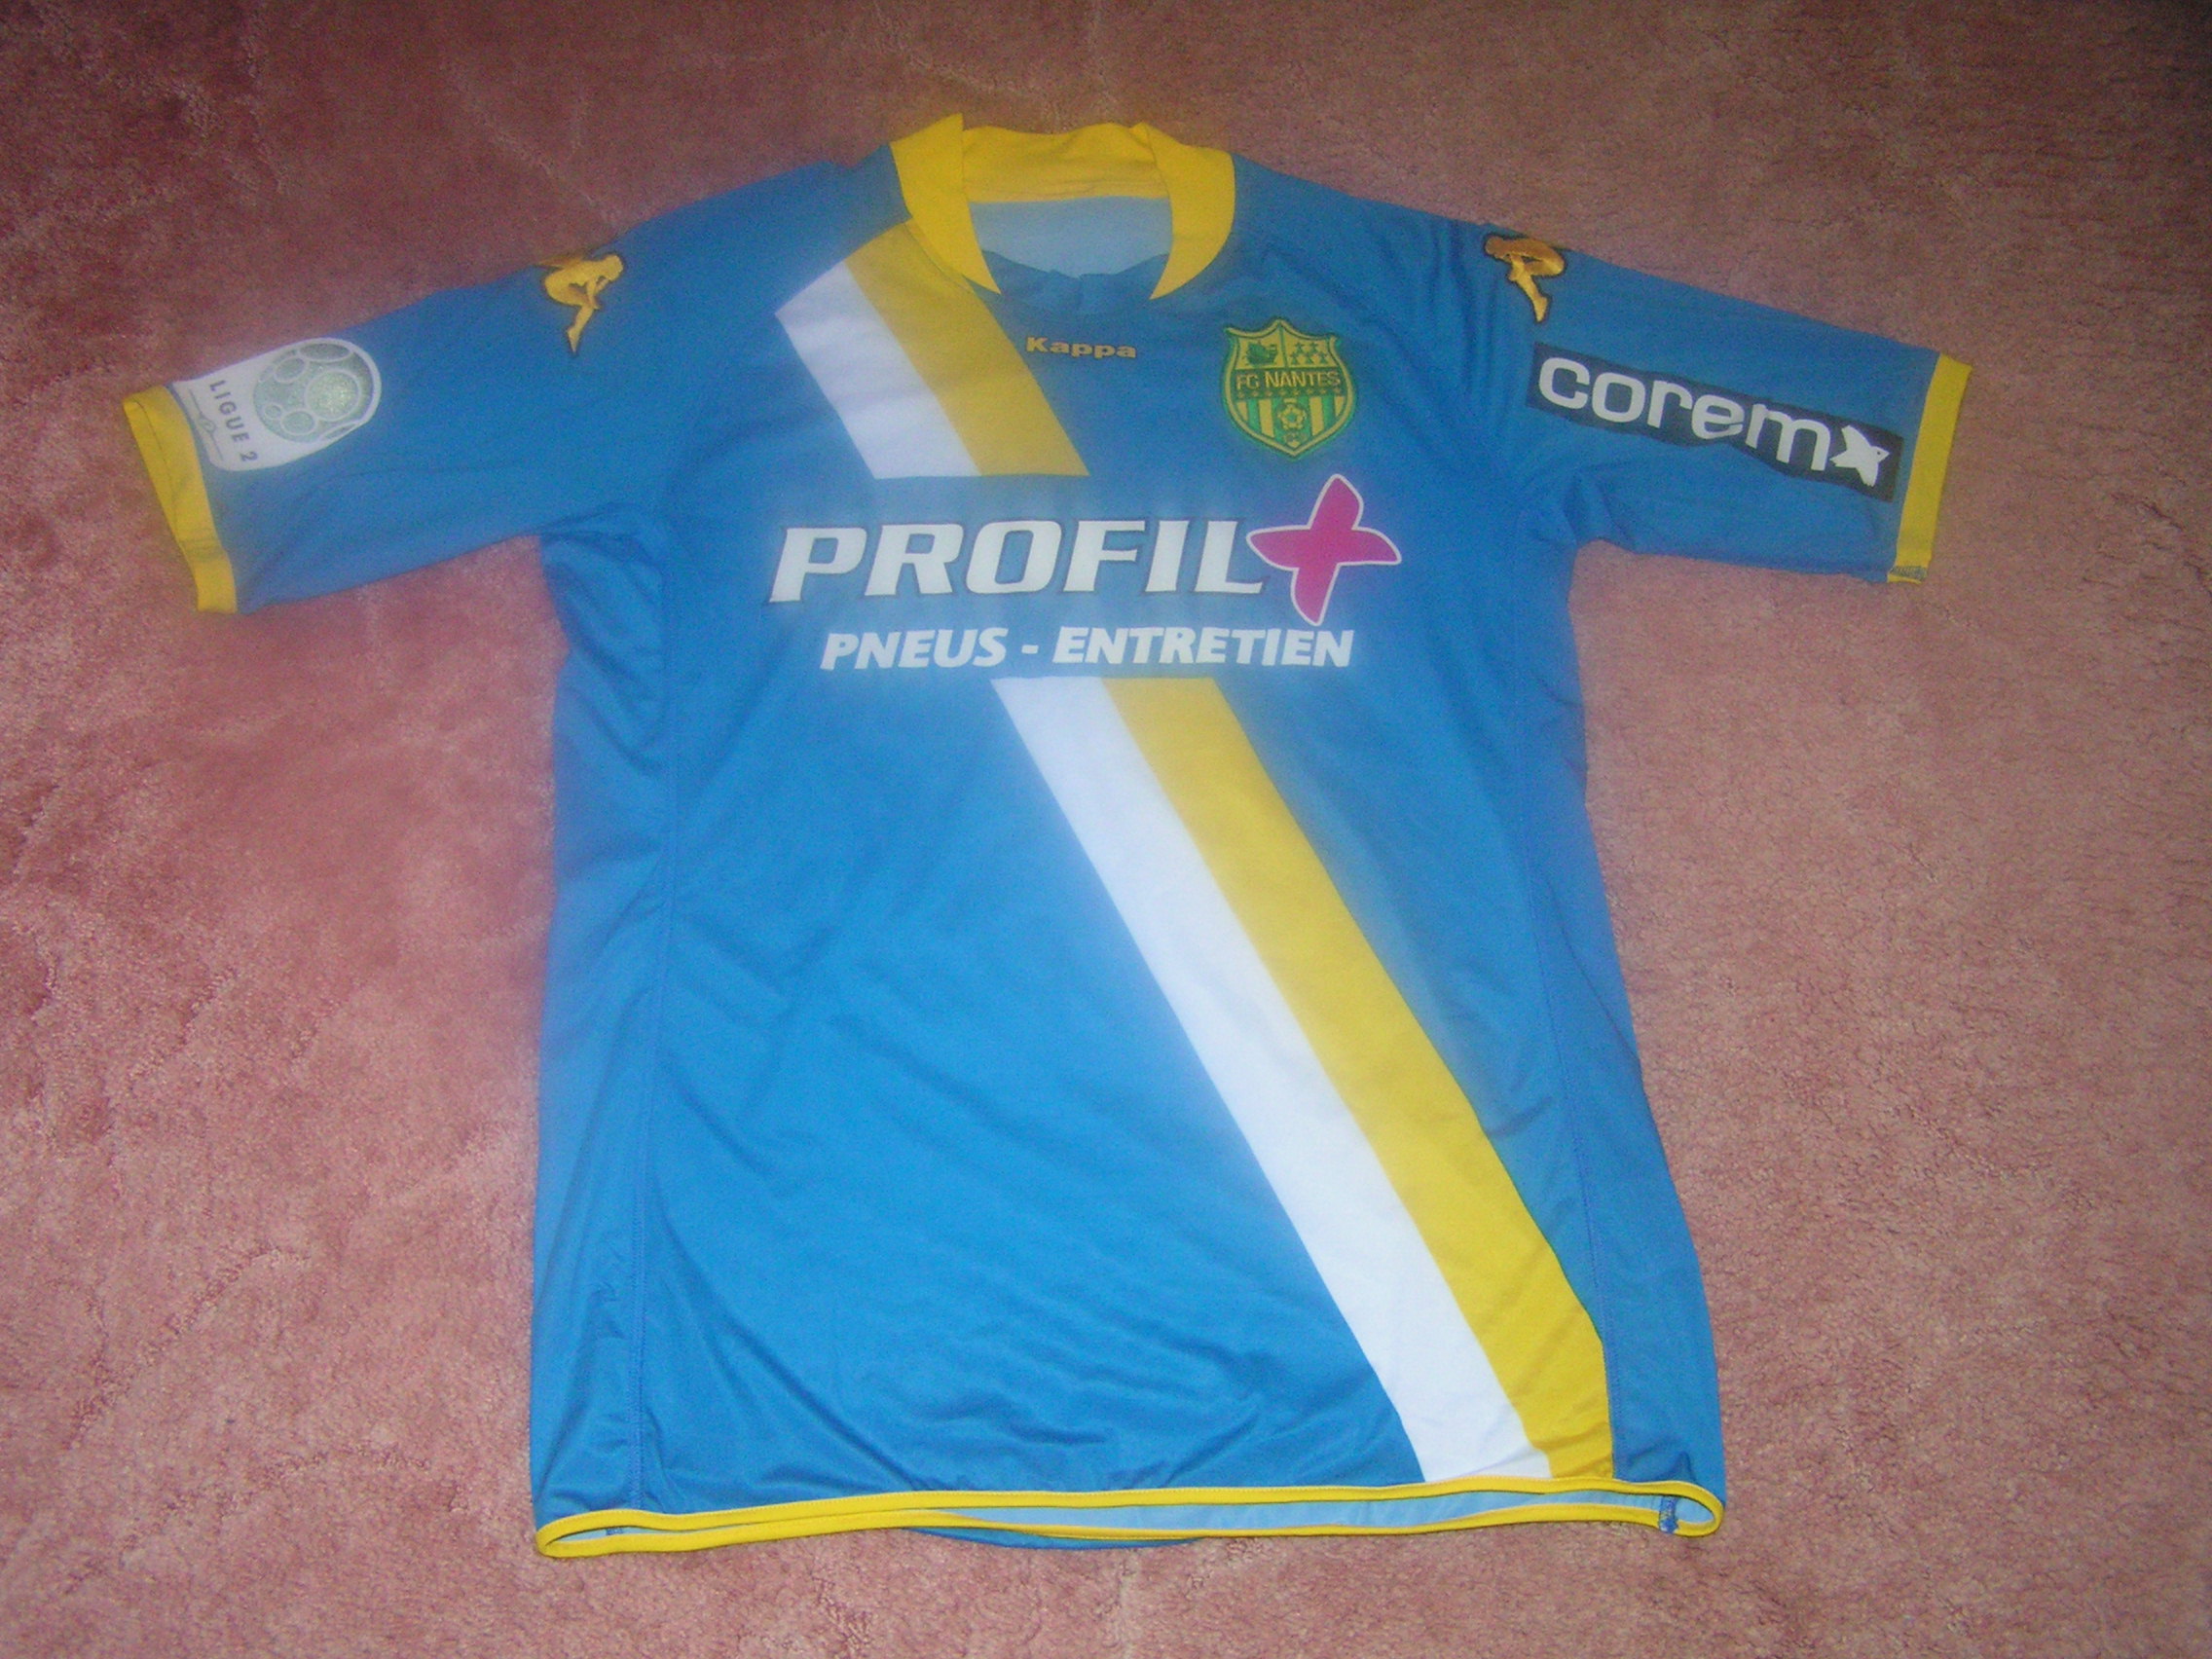 Kappa
FC NANTES
LIGUE 2
corem
PROFIL+
PNEUS - ENTRETIEN